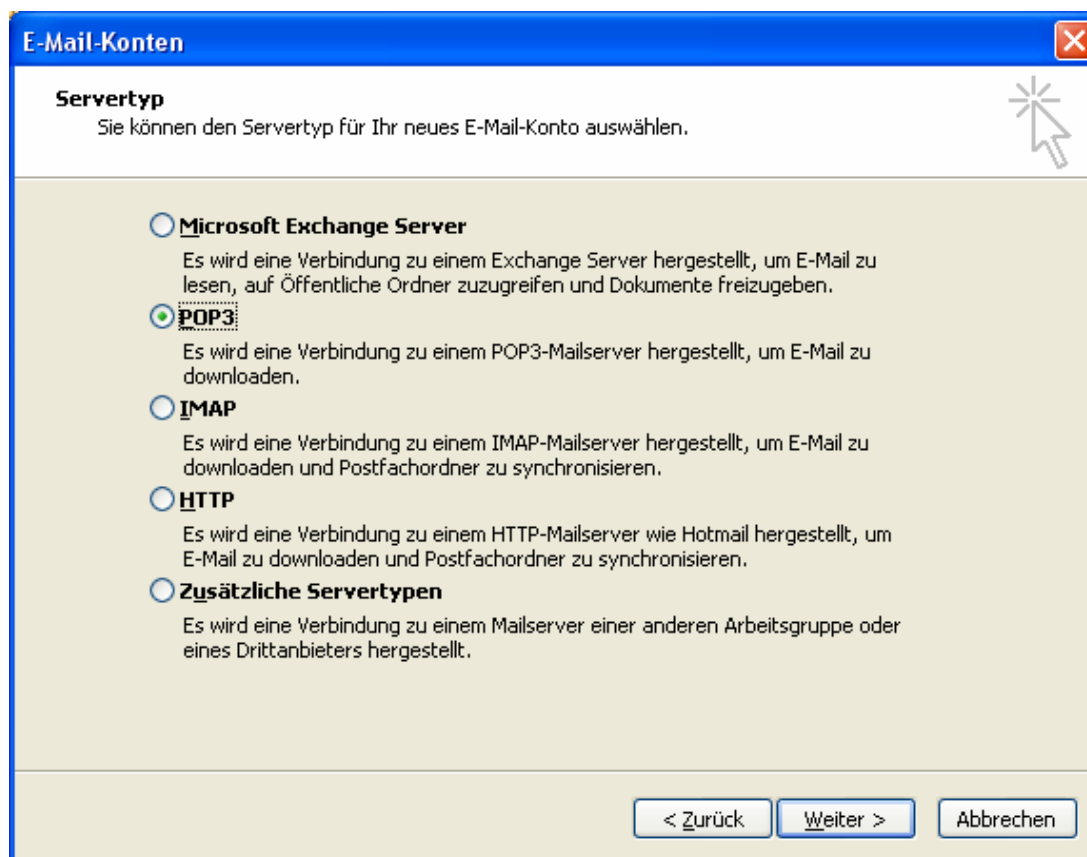 E-Mail-Konten
Servertyp
Sie können den Servertyp für Ihr neues E-Mail-Konto auswählen.
Microsoft Exchange Server
Es wird eine Verbindung zu einem Exchange Server hergestellt, um E-Mail zu
lesen, auf Öffentliche Ordner zuzugreifen und Dokumente freizugeben.
POP3
Es wird eine Verbindung zu einem POP3-Mailserver hergestellt, um E-Mail zu
downloaden.
IMAP
Es wird eine Verbindung zu einem IMAP-Mailserver hergestellt, um E-Mail zu
downloaden und Postfachordner zu synchronisieren.
HTTP
Es wird eine Verbindung zu einem HTTP-Mailserver wie Hotmail hergestellt, um
E-Mail zu downloaden und Postfachordner zu synchronisieren.
Zusätzliche Servertypen
Es wird eine Verbindung zu einem Mailserver einer anderen Arbeitsgruppe oder
eines Drittanbieters hergestellt.
< Zurück Weiter > Abbrechen